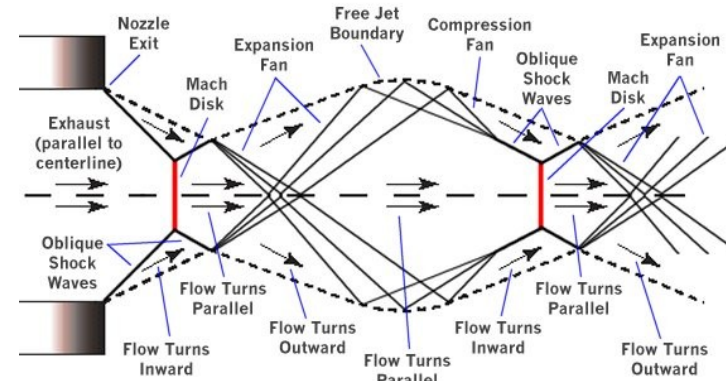 Nozzle
Exit
Expansion
Fan
Mach
Disk
Free Jet
Boundary
Compression
Fan
Oblique
Shock
Waves
Mach
Disk
Expansion
Fan
Exhaust
(parallel to
centerline)
Oblique
Shock
Waves
Flow Turns
Inward
Flow Turns
Parallel
Flow Turns
Outward
Flow Turns
Parallel
Flow Turns
Inward
Flow Turns
Parallel
Flow Turns
Outward